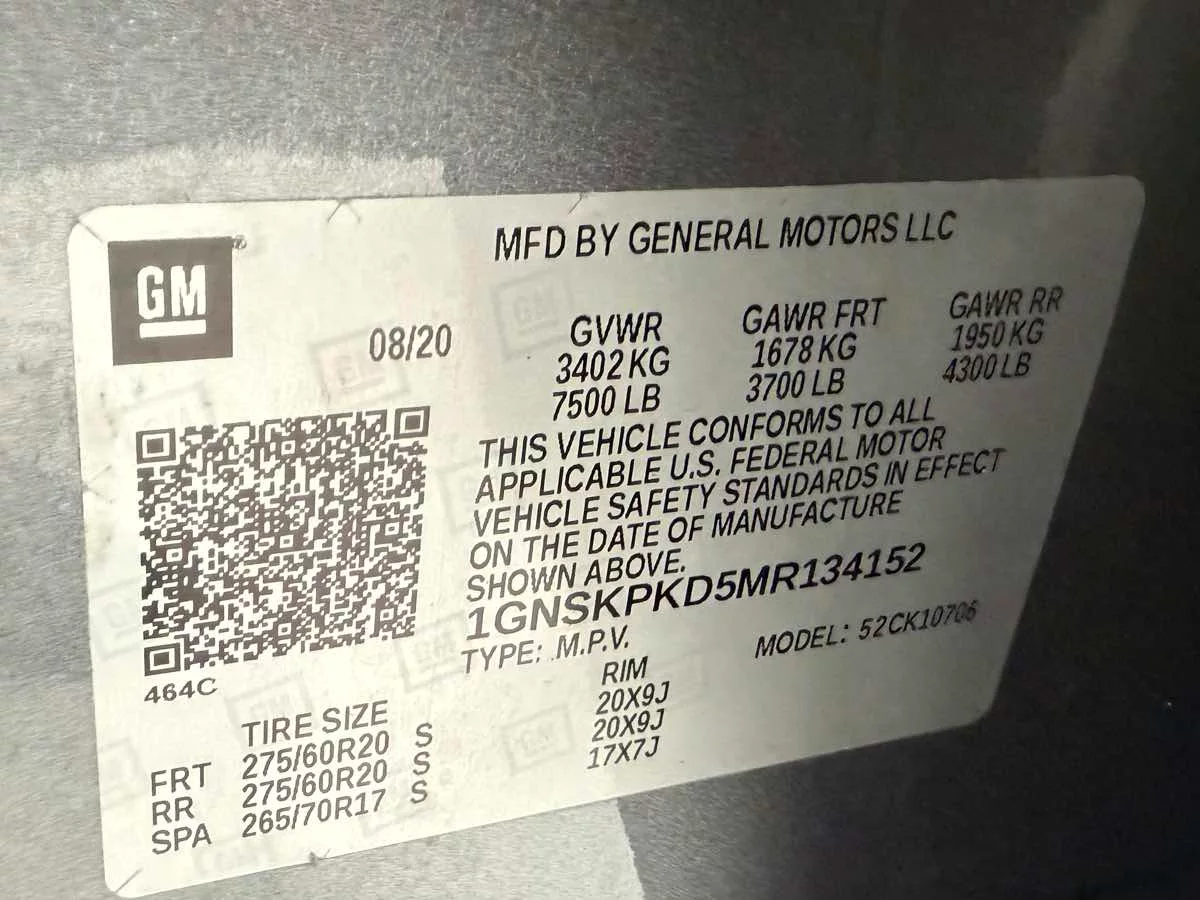 GM
MFD BY GENERAL MOTORS LLC
08/20
GVWR GAWR FRT GAWR RR
3402 KG 1678 KG 1950 KG
7500 LB 3700 LB 4300 LB
THIS VEHICLE CONFORMS TO ALL
APPLICABLE U.S. FEDERAL MOTOR
VEHICLE SAFETY STANDARDS IN EFFECT
ON THE DATE OF MANUFACTURE
SHOWN ABOVE.
1GNSKPKD5MR134152
TYPE: M.P.V. MODEL: 52CK10706
464C
TIRE SIZE RIM
FRT 275/60R20 S 20X9J
RR 275/60R20 S 20X9J
SPA 265/70R17 S 17X7J